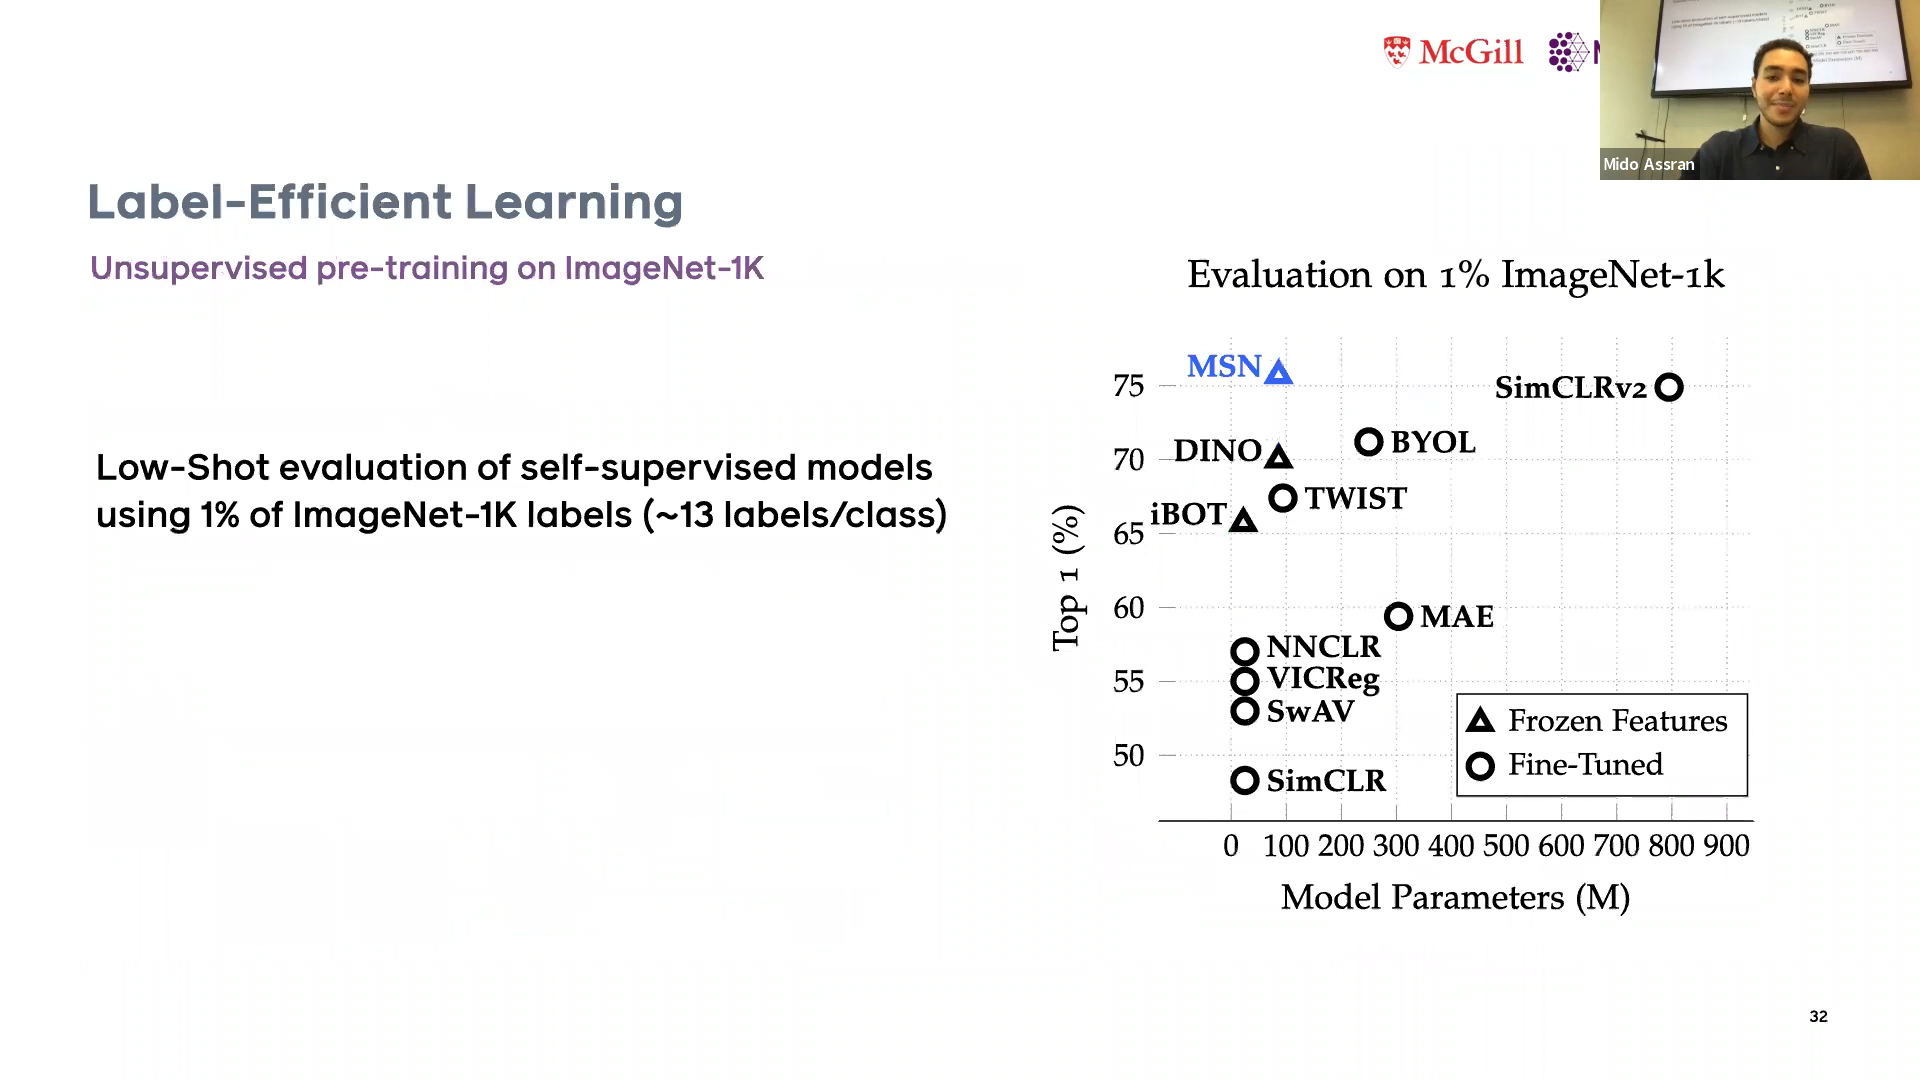 McGill
Mido Assran
Label-Efficient Learning
Unsupervised pre-training on ImageNet-1K
Low-Shot evaluation of self-supervised models
using 1% of ImageNet-1K labels (~13 labels/class)
Evaluation on 1% ImageNet-1k
Top 1 (%)
75
70
65
60
55
50
MSN
SimCLRv2
DINO
BYOL
TWIST
iBOT
MAE
NNCLR
VICReg
SwAV
SimCLR
Frozen Features
Fine-Tuned
0 100 200 300 400 500 600 700 800 900
Model Parameters (M)
32